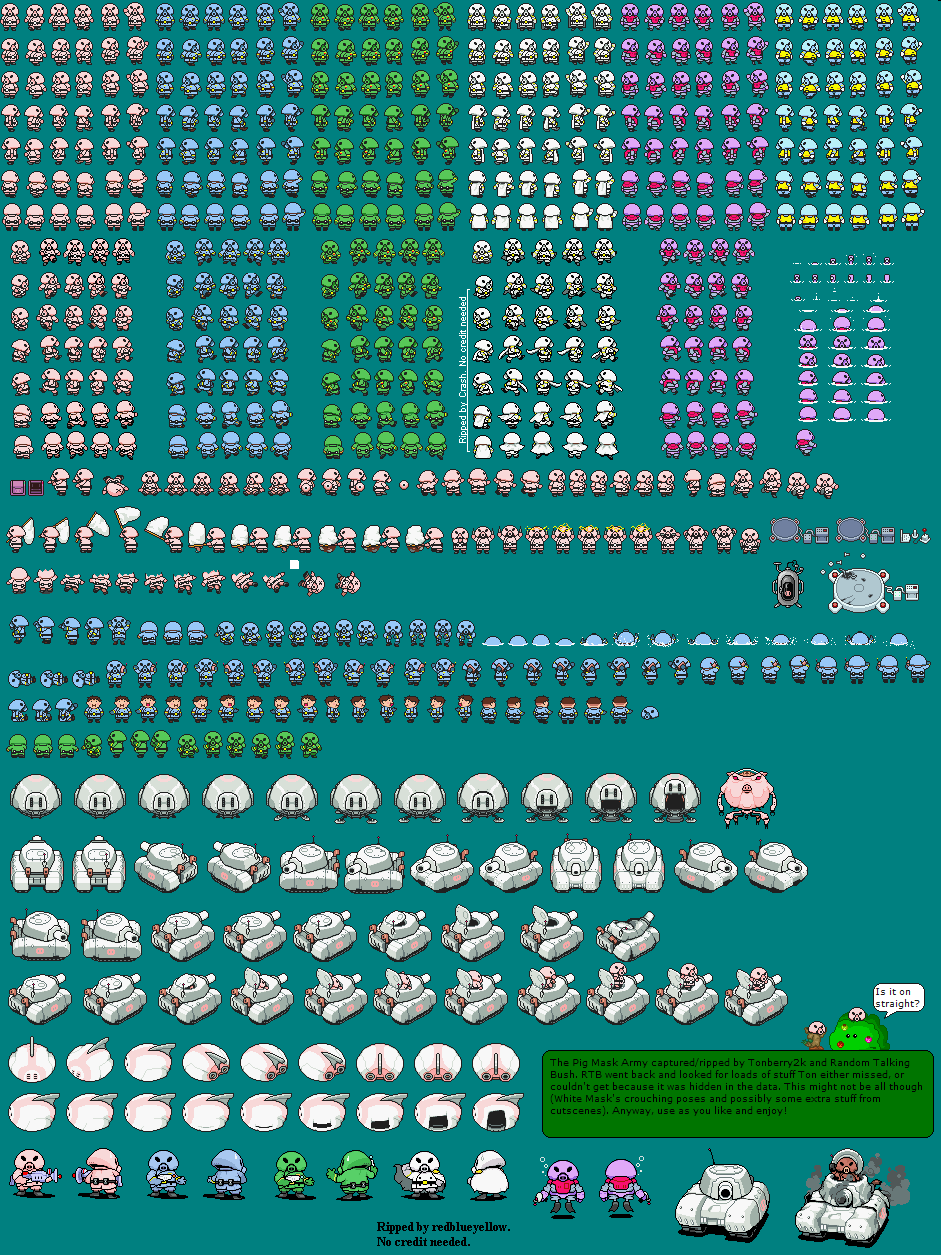 Ripped by .Crash. No credit needed
Is it on
straight?
The Pig Mask Army captured/ripped by Tonberry2k and Random Talking
Bush. RTB went back and looked for loads of stuff Ton either missed, or
couldn't get because it was hidden in the data. This might not be all though
(White Mask's crouching poses and possibly some extra stuff from
cutscenes). Anyway, use as you like and enjoy!
Ripped by redblueyellow.
No credit needed.